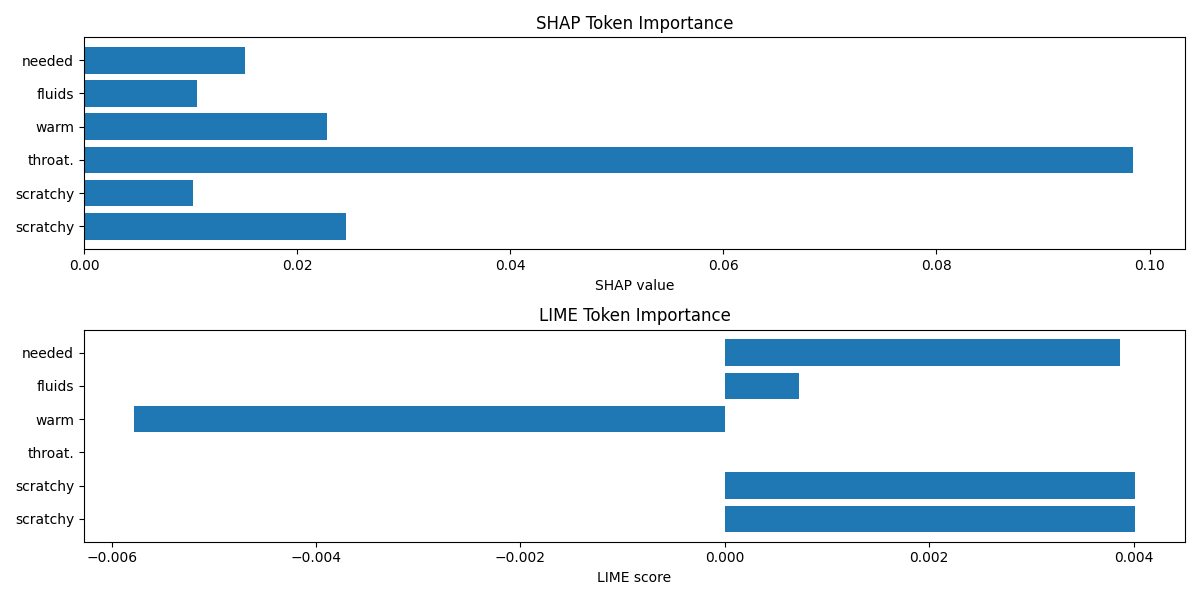 SHAP Token Importance
needed
fluids
warm
throat.
scratchy
scratchy
0.00 0.02 0.04 0.06 0.08 0.10
SHAP value
LIME Token Importance
needed
fluids
warm
throat.
scratchy
scratchy
−0.006 −0.004 −0.002 0.000 0.002 0.004
LIME score